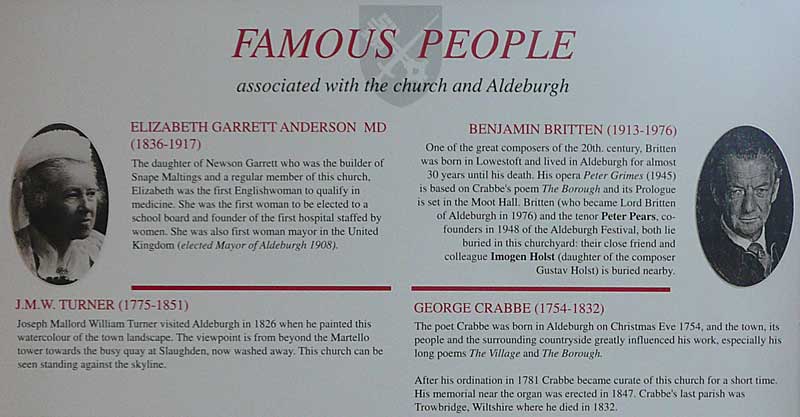 FAMOUS PEOPLE
associated with the church and Aldeburgh
ELIZABETH GARRETT ANDERSON MD
(1836-1917)
The daughter of Newson Garrett who was the builder of
Snape Maltings and a regular member of this church,
Elizabeth was the first Englishwoman to qualify in
medicine. She was the first woman to be elected to a
school board and founder of the first hospital staffed by
women. She was also first woman mayor in the United
Kingdom (elected Mayor of Aldeburgh 1908).
BENJAMIN BRITTEN (1913-1976)
One of the great composers of the 20th. century, Britten
was born in Lowestoft and lived in Aldeburgh for almost
30 years until his death. His opera Peter Grimes (1945)
is based on Crabbe's poem The Borough and its Prologue
is set in the Moot Hall. Britten (who became Lord Britten
of Aldeburgh in 1976) and the tenor Peter Pears, co-
founders in 1948 of the Aldeburgh Festival, both lie
buried in this churchyard: their close friend and
colleague Imogen Holst (daughter of the composer
Gustav Holst) is buried nearby.
J.M.W. TURNER (1775-1851)
Joseph Mallord William Turner visited Aldeburgh in 1826 when he painted this
watercolour of the town landscape. The viewpoint is from beyond the Martello
tower towards the busy quay at Slaughden, now washed away. This church can be
seen standing against the skyline.
GEORGE CRABBE (1754-1832)
The poet Crabbe was born in Aldeburgh on Christmas Eve 1754, and the town, its
people and the surrounding countryside greatly influenced his work, especially his
long poems The Village and The Borough.
After his ordination in 1781 Crabbe became curate of this church for a short time.
His memorial near the organ was erected in 1847. Crabbe's last parish was
Trowbridge, Wiltshire where he died in 1832.